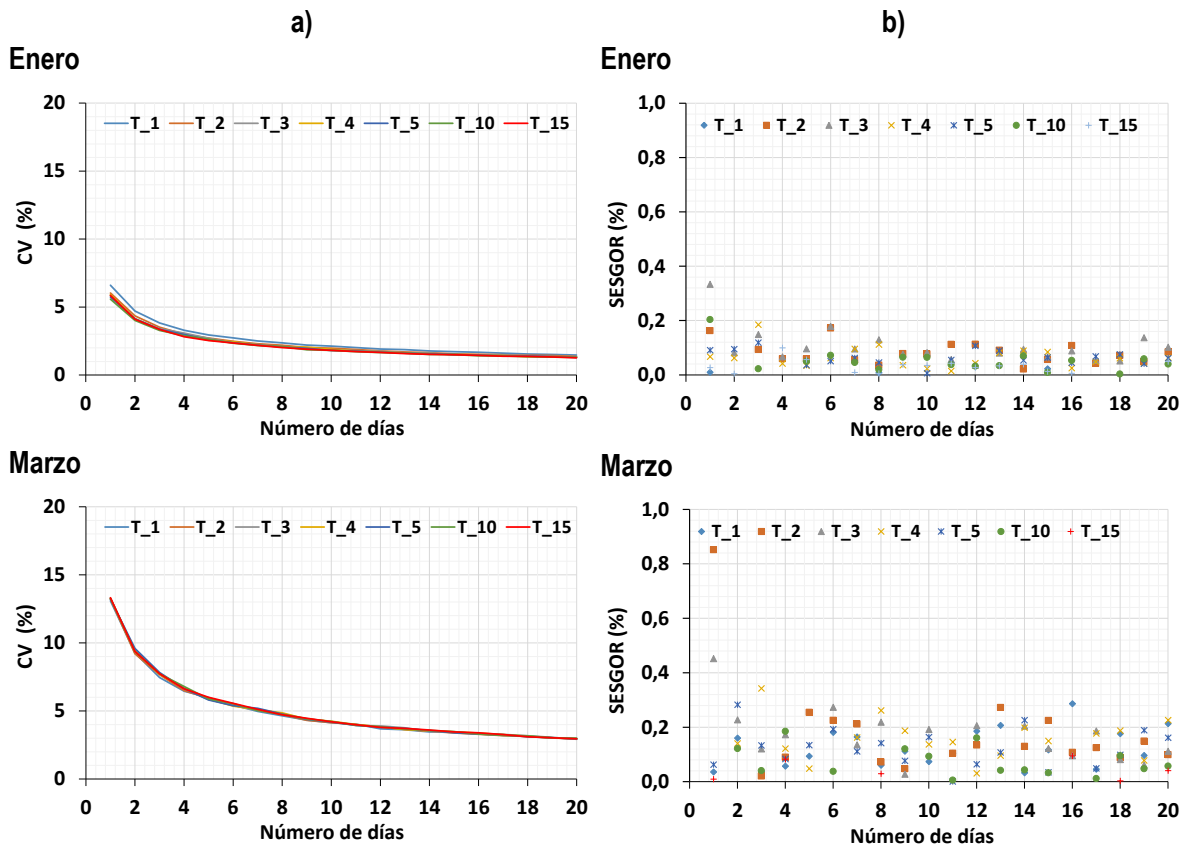 a)
Enero
20
15
10
5
0
CV (%)
T_1 T_2 T_3 T_4 T_5 T_10 T_15
0 2 4 6 8 10 12 14 16 18 20
Número de días
b)
Enero
1,0
0,8
0,6
0,4
0,2
0,0
SESGOR (%)
T_1 T_2 T_3 T_4 T_5 T_10 T_15
0 2 4 6 8 10 12 14 16 18 20
Número de días
Marzo
20
15
10
5
0
CV (%)
T_1 T_2 T_3 T_4 T_5 T_10 T_15
0 2 4 6 8 10 12 14 16 18 20
Número de días
Marzo
1,0
0,8
0,6
0,4
0,2
0,0
SESGOR (%)
T_1 T_2 T_3 T_4 T_5 T_10 T_15
0 2 4 6 8 10 12 14 16 18 20
Número de días